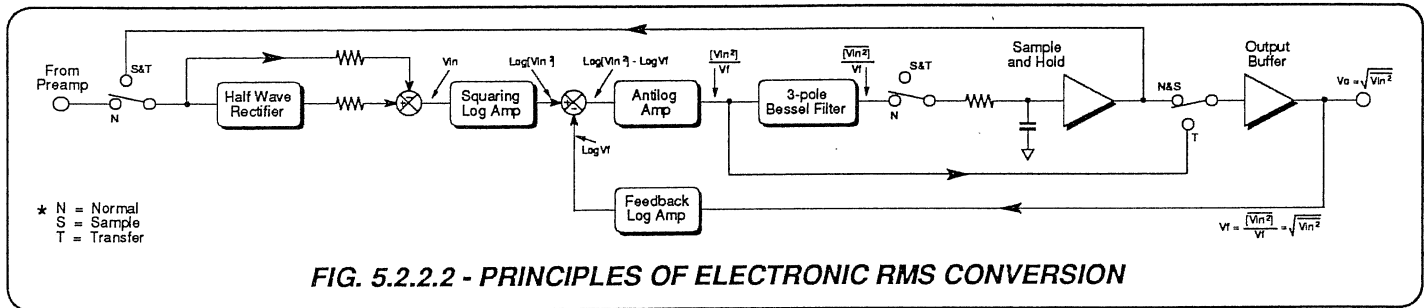 From
Preamp
S&T
N
Half Wave
Rectifier
Vin
Squaring
Log Amp
Log[Vin²]
Log[Vin²] - LogVf
LogVf
Antilog
Amp
[Vin²]
Vf
3-pole
Bessel Filter
[Vin²]
Vf
S&T
N
Sample
and Hold
N&S
T
Output
Buffer
Vo = √Vin²
Feedback
Log Amp
Vf = [Vin²] = √Vin²
Vf
* N = Normal
S = Sample
T = Transfer
FIG. 5.2.2.2 - PRINCIPLES OF ELECTRONIC RMS CONVERSION